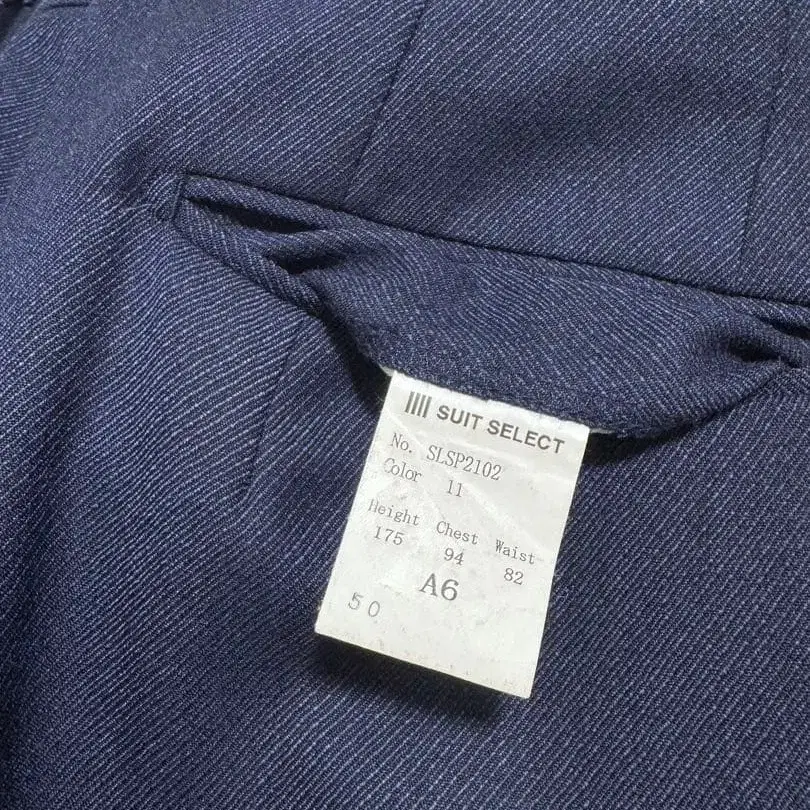 SUIT SELECT
No. SLSP2102
Color 11
Height Chest Waist
175 94 82
A6
50